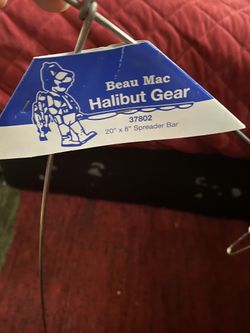 Beau Mac
Halibut Gear
37802
20" x 8" Spreader Bar